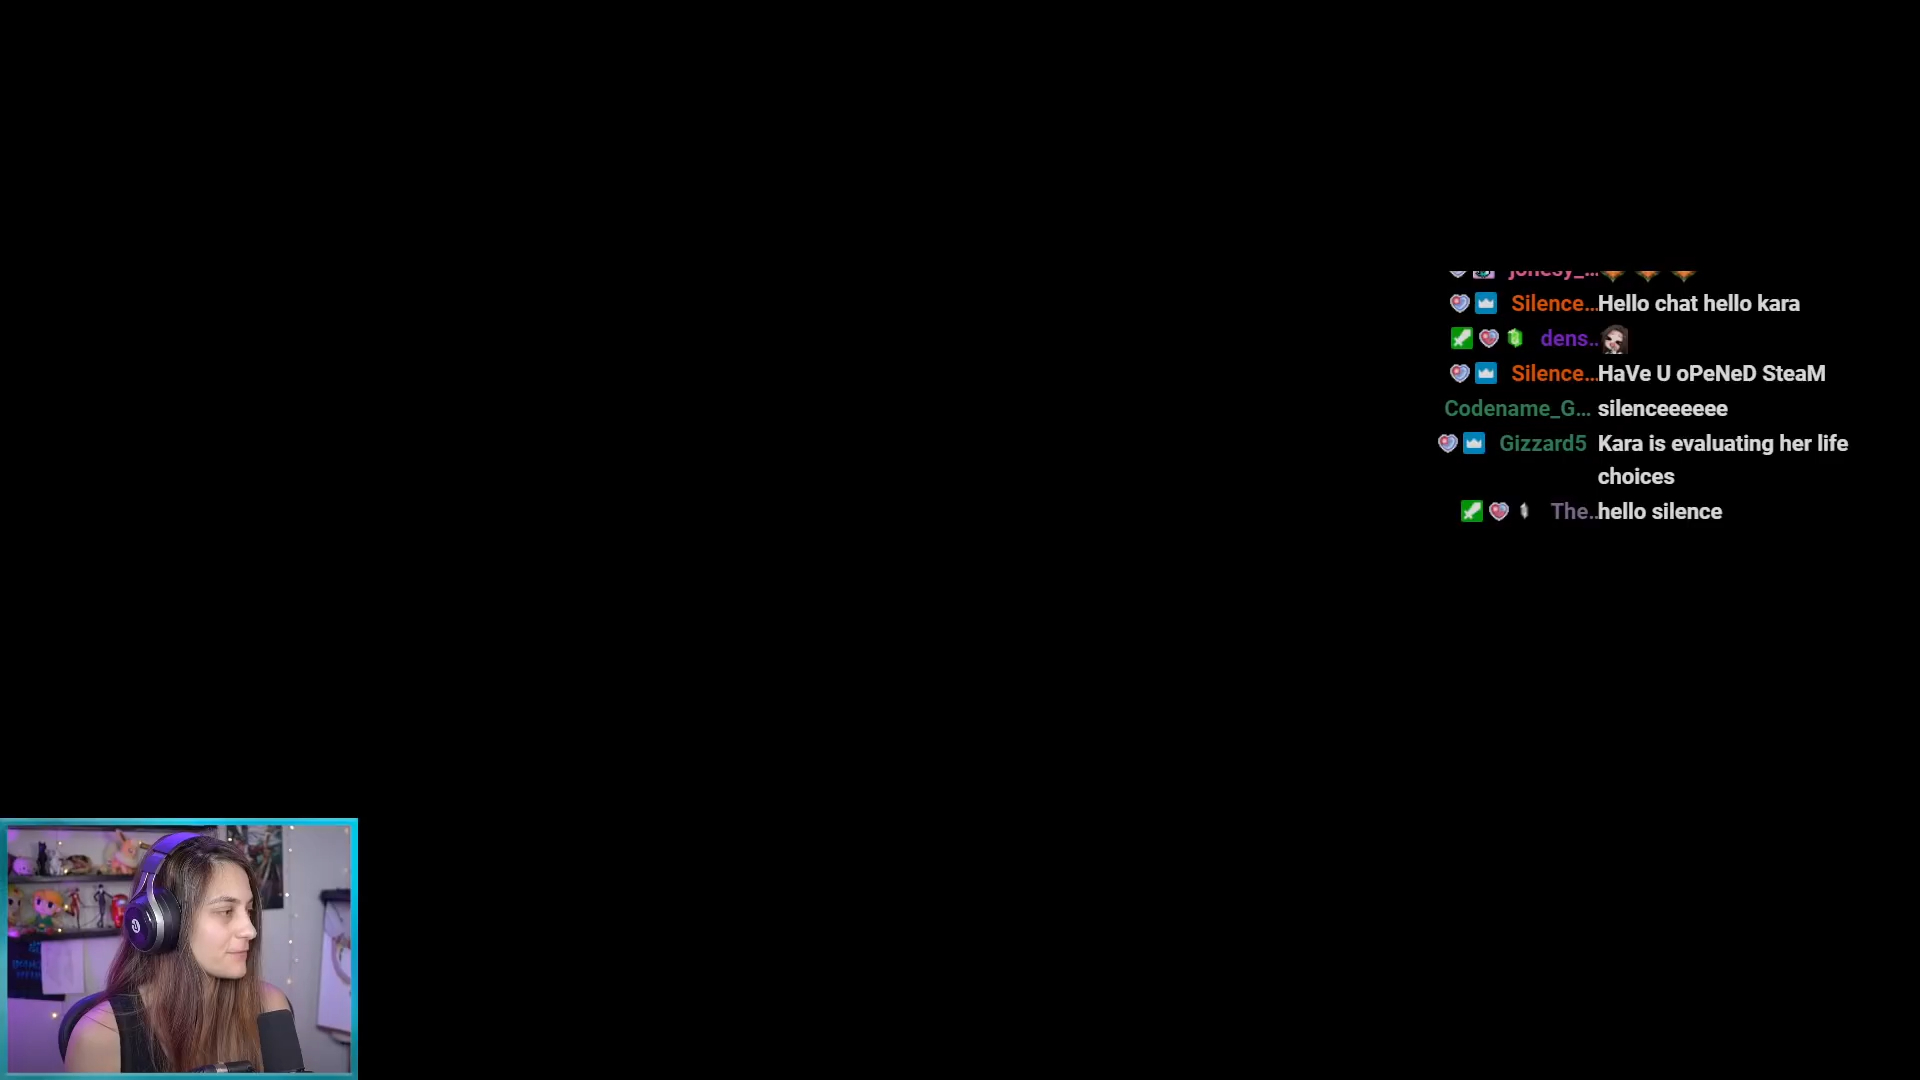 jonesy_...
Silence...Hello chat hello kara
dens..
Silence...HaVe U oPeNeD SteaM
Codename_G... silenceeeeee
Gizzard5 Kara is evaluating her life
choices
The..hello silence